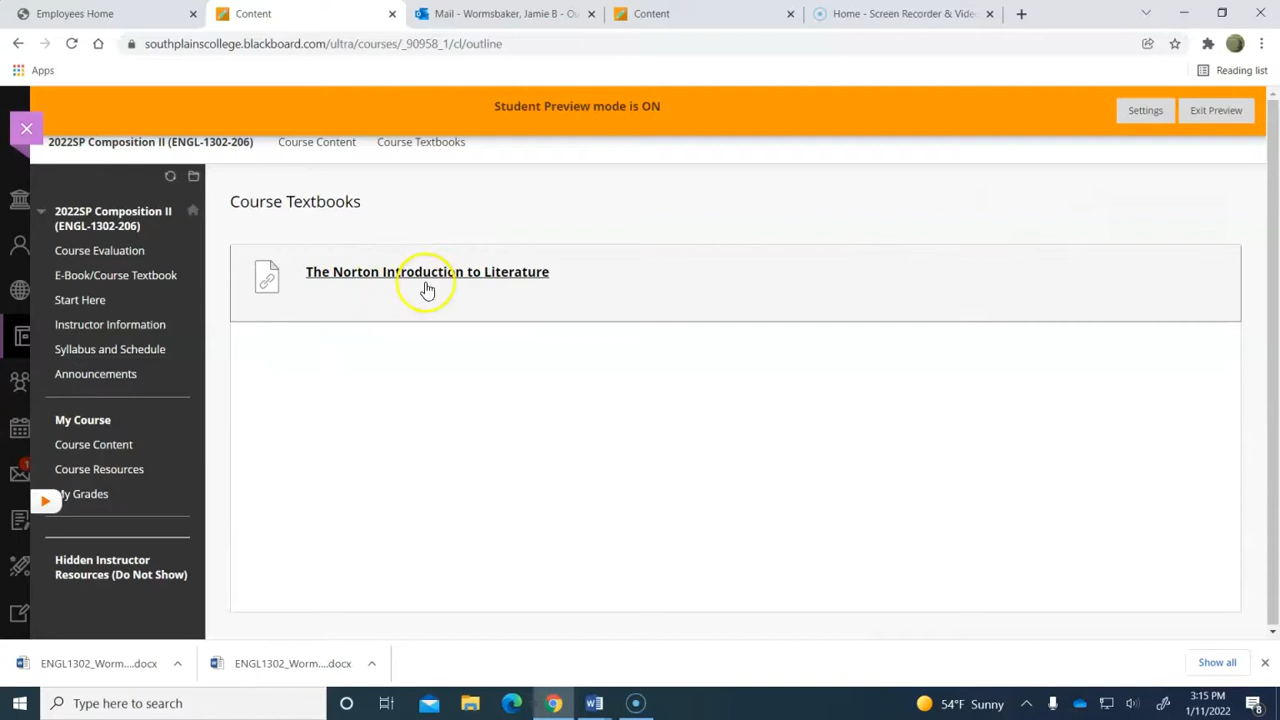 Employees Home
Content
Mail - Wormsbaker, Jamie B - Ou
Content
Home - Screen Recorder & Video
southplainscollege.blackboard.com/ultra/courses/_90958_1/cl/outline
Apps
Reading list
Student Preview mode is ON
Settings
Exit Preview
2022SP Composition II (ENGL-1302-206)
Course Content
Course Textbooks
2022SP Composition II
(ENGL-1302-206)
Course Evaluation
E-Book/Course Textbook
Start Here
Instructor Information
Syllabus and Schedule
Announcements
My Course
Course Content
Course Resources
My Grades
Hidden Instructor
Resources (Do Not Show)
Course Textbooks
The Norton Introduction to Literature
1
ENGL1302_Worm....docx
ENGL1302_Worm....docx
Show all
Type here to search
54°F Sunny
3:15 PM
1/11/2022
8